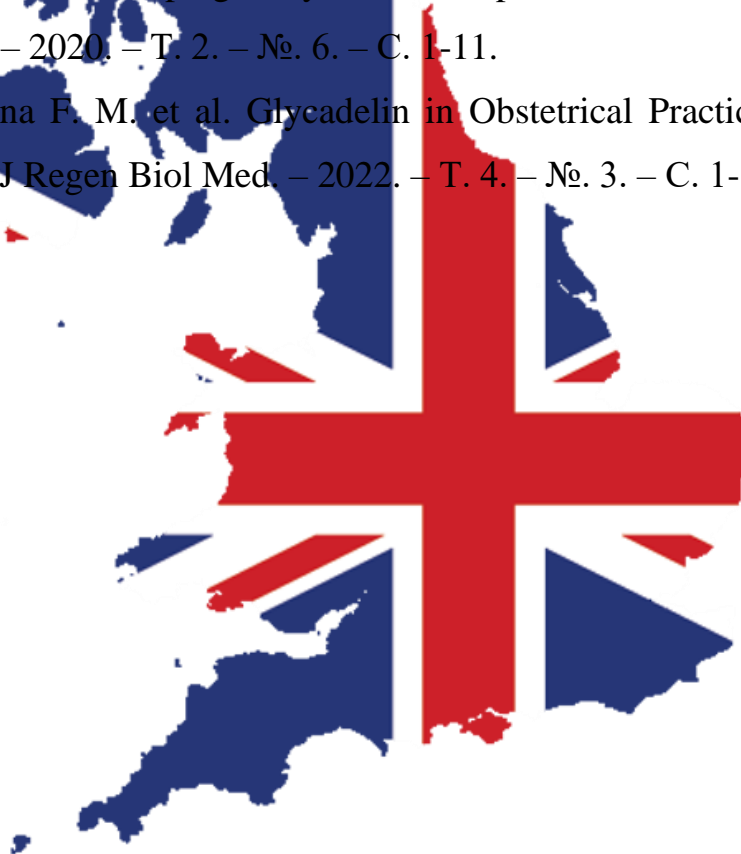 – 2020. – Т. 2. – №. 6. – С. 1-11.
na F. M. et al. Glycadelin in Obstetrical Practic
J Regen Biol Med. – 2022. – Т. 4. – №. 3. – С. 1-